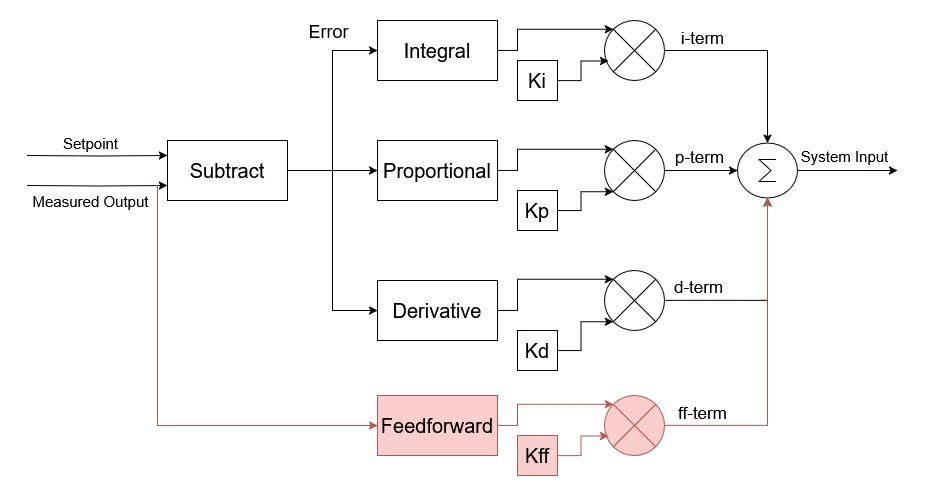 Error
Integral
Ki
i-term
Setpoint
Measured Output
Subtract
Proportional
Kp
p-term
Σ
System Input
Derivative
Kd
d-term
Feedforward
Kff
ff-term